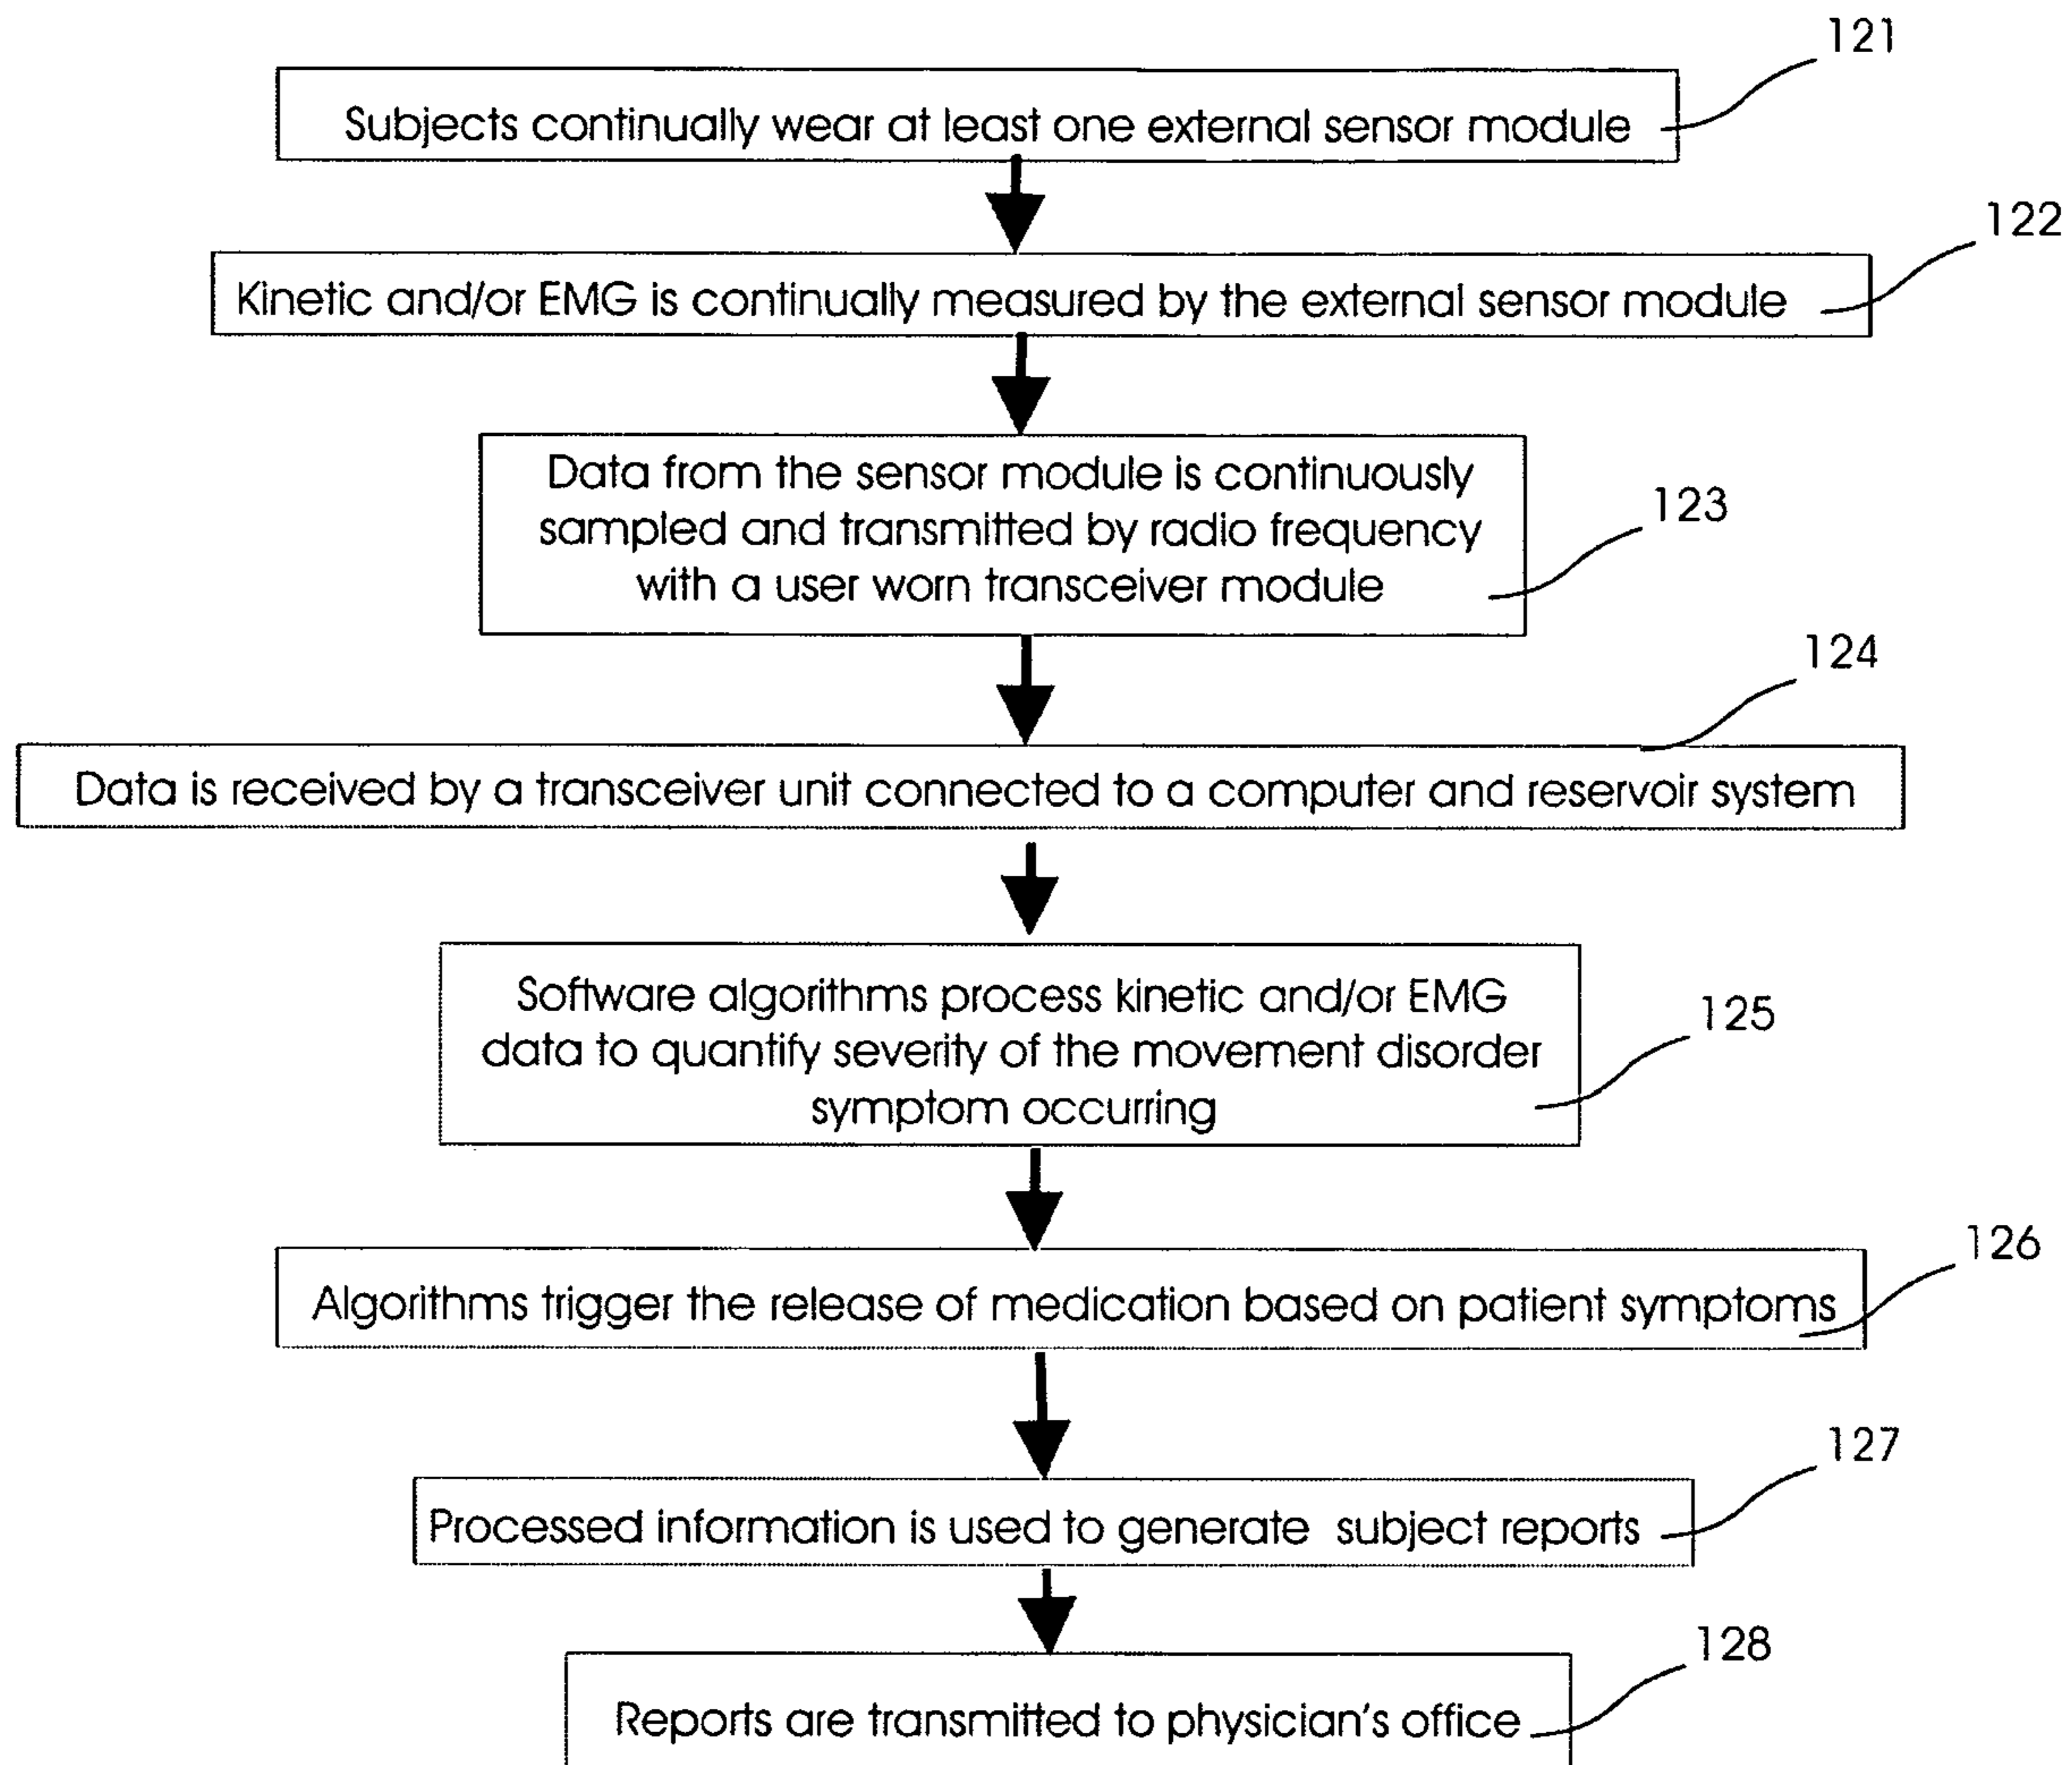 121
Subjects continually wear at least one external sensor module
122
Kinetic and/or EMG is continually measured by the external sensor module
Data from the sensor module is continuously
sampled and transmitted by radio frequency
with a user worn transceiver module
123
124
Data is received by a transceiver unit connected to a computer and reservoir system
Software algorithms process kinetic and/or EMG
data to quantify severity of the movement disorder
symptom occurring
125
126
Algorithms trigger the release of medication based on patient symptoms
127
Processed information is used to generate subject reports
128
Reports are transmitted to physician's office